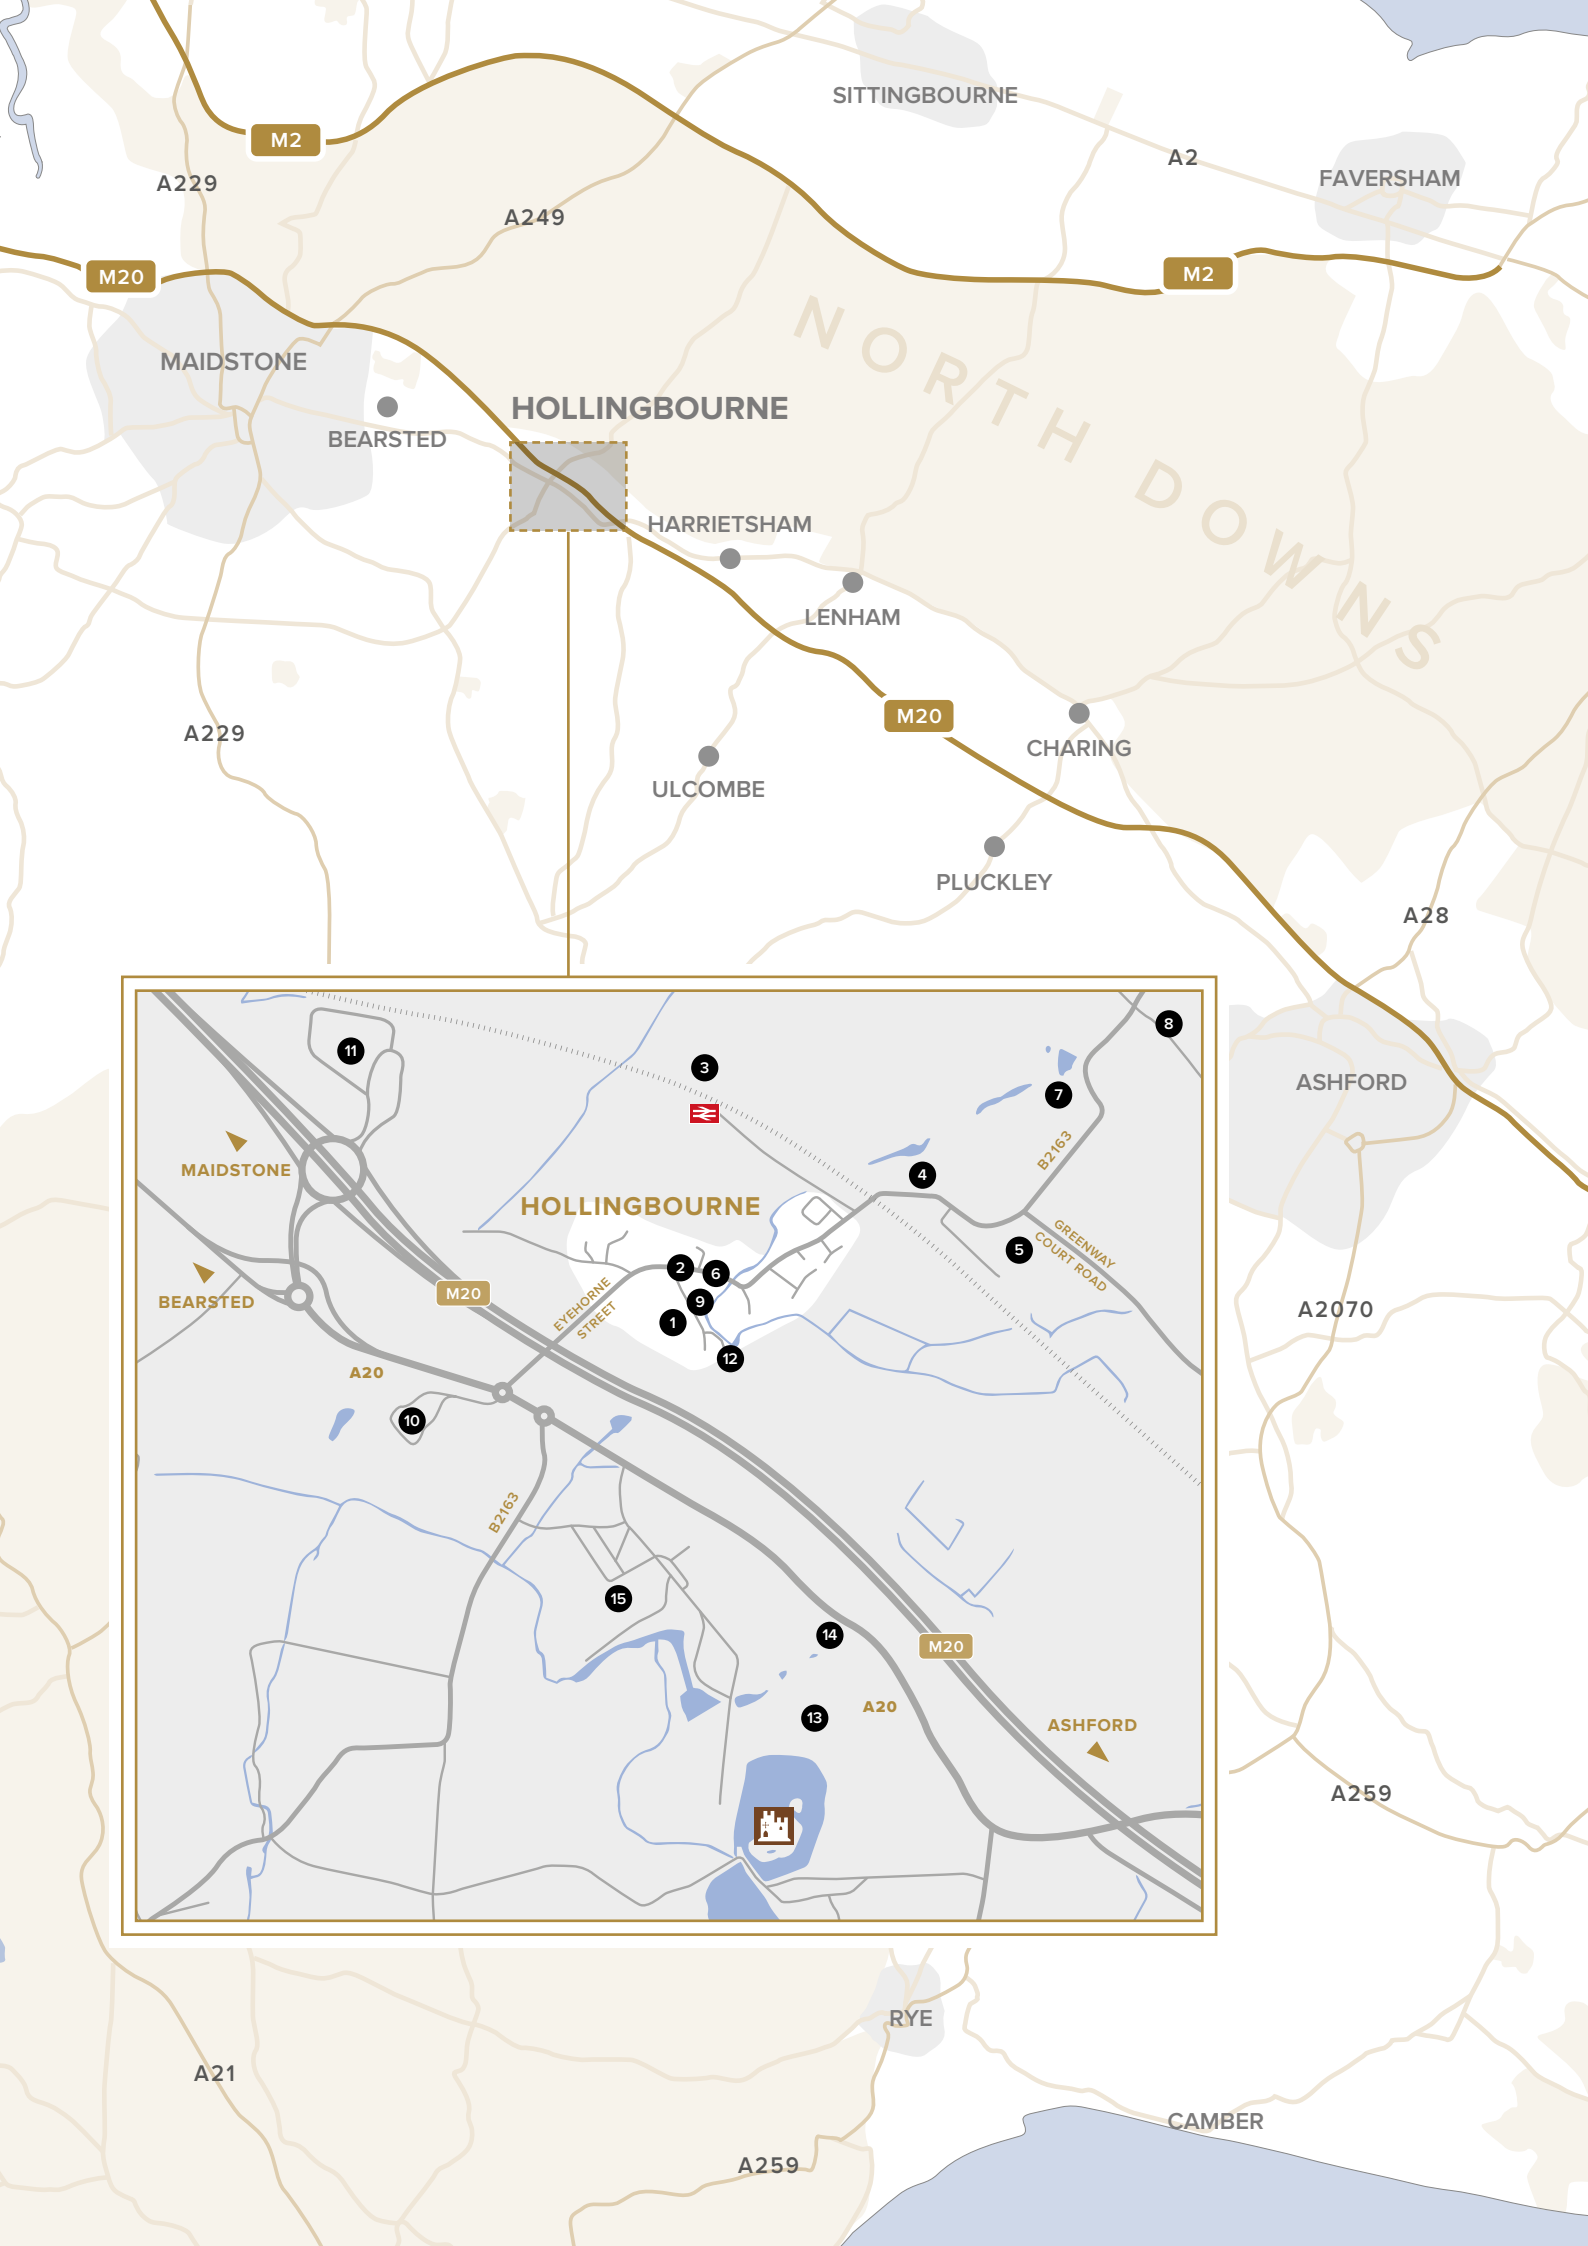 SITTINGBOURNE
M2
A2
FAVERSHAM
A229
A249
M20
M2
NORTH DOWNS
MAIDSTONE
HOLLINGBOURNE
BEARSTED
HARRIETSHAM
LENHAM
M20
A229
CHARING
ULCOMBE
PLUCKLEY
A28
8
11
3
ASHFORD
7
B2163
MAIDSTONE
4
HOLLINGBOURNE
GREENWAY
COURT ROAD
5
2
6
M20
BEARSTED
9
EYEHORNE
STREET
1
A2070
12
A20
10
B2163
15
14
M20
A20
13
ASHFORD
A259
RYE
A21
CAMBER
A259